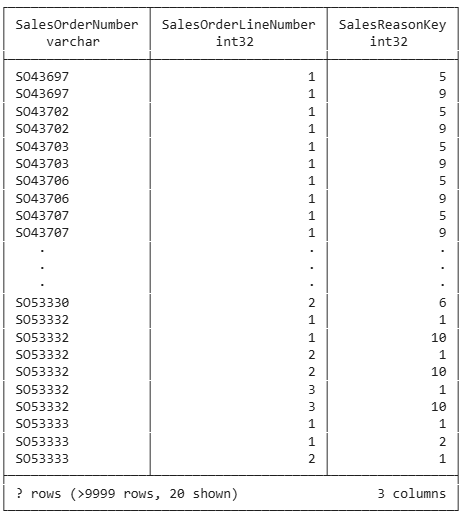 SalesOrderNumber SalesOrderLineNumber SalesReasonKey
varchar int32 int32
SO43697 1 5
SO43697 1 9
SO43702 1 5
SO43702 1 9
SO43703 1 5
SO43703 1 9
SO43706 1 5
SO43706 1 9
SO43707 1 5
SO43707 1 9
. . .
. . .
. . .
SO53330 2 6
SO53332 1 1
SO53332 1 10
SO53332 2 1
SO53332 2 10
SO53332 3 1
SO53332 3 10
SO53333 1 1
SO53333 1 2
SO53333 2 1
? rows (>9999 rows, 20 shown) 3 columns